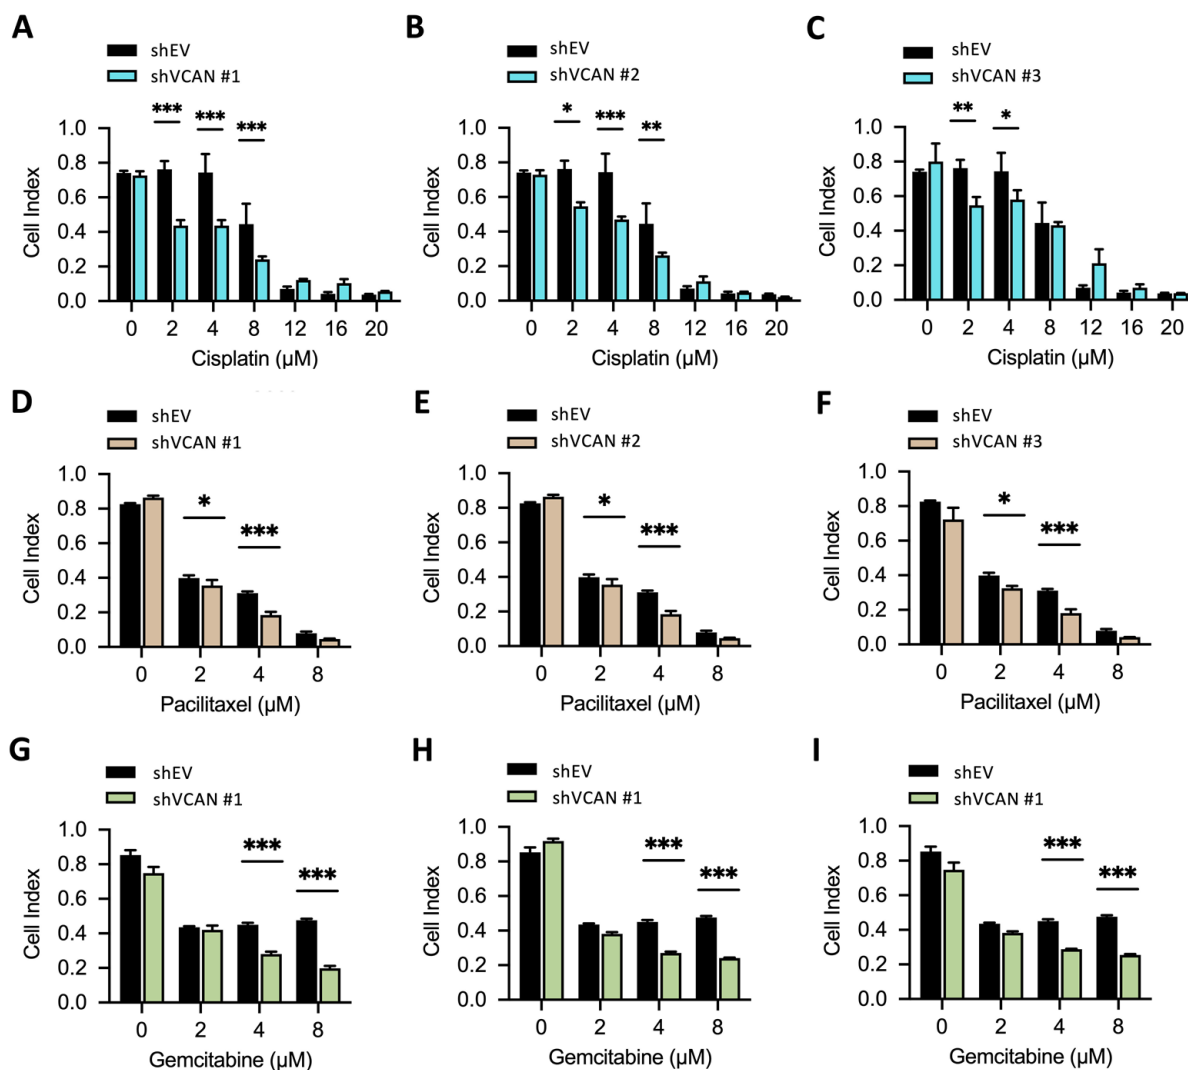 A
shEV
shVCAN #1
*** *** ***
Cell Index
1.0
0.8
0.6
0.4
0.2
0.0
0 2 4 8 12 16 20
Cisplatin (µM)
B
shEV
shVCAN #2
* *** **
Cell Index
1.0
0.8
0.6
0.4
0.2
0.0
0 2 4 8 12 16 20
Cisplatin (µM)
C
shEV
shVCAN #3
** *
Cell Index
1.0
0.8
0.6
0.4
0.2
0.0
0 2 4 8 12 16 20
Cisplatin (µM)
D
shEV
shVCAN #1
* ***
Cell Index
1.0
0.8
0.6
0.4
0.2
0.0
0 2 4 8
Pacilitaxel (µM)
E
shEV
shVCAN #2
* ***
Cell Index
1.0
0.8
0.6
0.4
0.2
0.0
0 2 4 8
Pacilitaxel (µM)
F
shEV
shVCAN #3
* ***
Cell Index
1.0
0.8
0.6
0.4
0.2
0.0
0 2 4 8
Pacilitaxel (µM)
G
shEV
shVCAN #1
*** ***
Cell Index
1.0
0.8
0.6
0.4
0.2
0.0
0 2 4 8
Gemcitabine (µM)
H
shEV
shVCAN #1
*** ***
Cell Index
1.0
0.8
0.6
0.4
0.2
0.0
0 2 4 8
Gemcitabine (µM)
I
shEV
shVCAN #1
*** ***
Cell Index
1.0
0.8
0.6
0.4
0.2
0.0
0 2 4 8
Gemcitabine (µM)